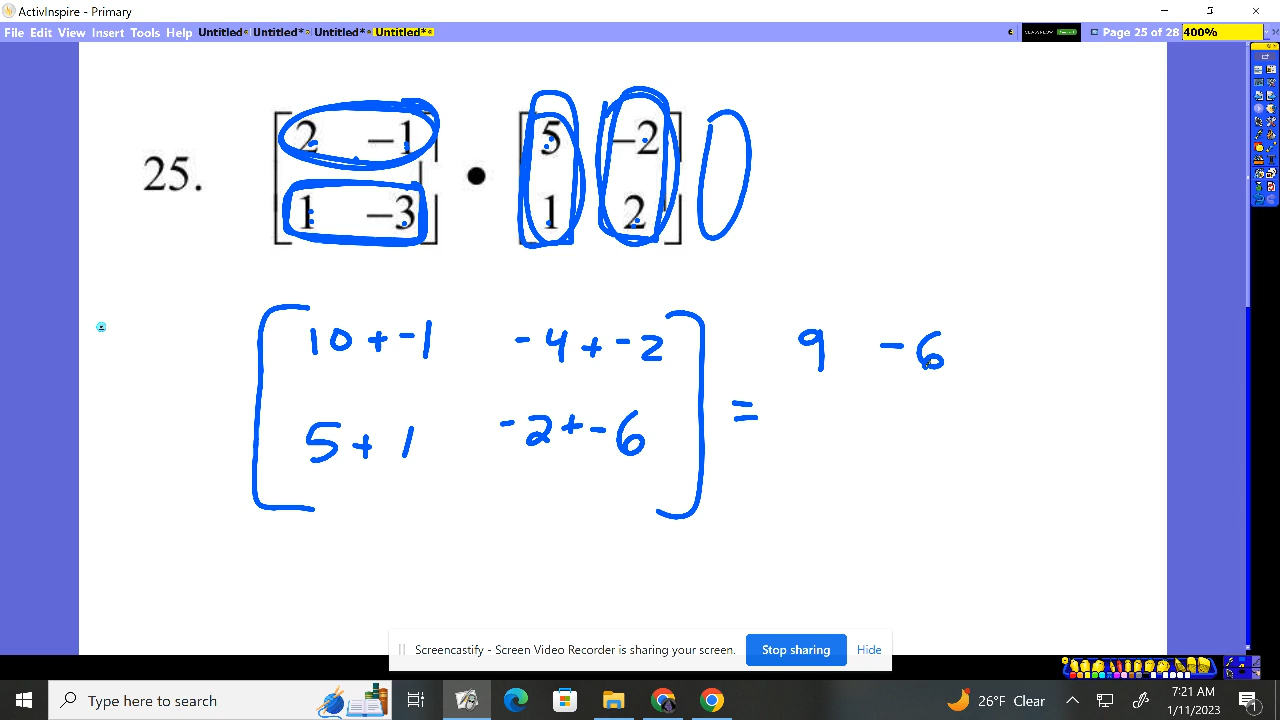 ActivInspire - Primary
File Edit View Insert Tools Help Untitled* Untitled* Untitled* Untitled* Page 25 of 28 400%
25. [2 −1] • [5 −2]
[1 −3] [1 2]
10 + -1 -4 + -2 9 -6
=
5 + 1 -2 + -6
Screencastify - Screen Video Recorder is sharing your screen. Stop sharing Hide
Type here to search 26°F Clear 7:21 AM
1/11/2023